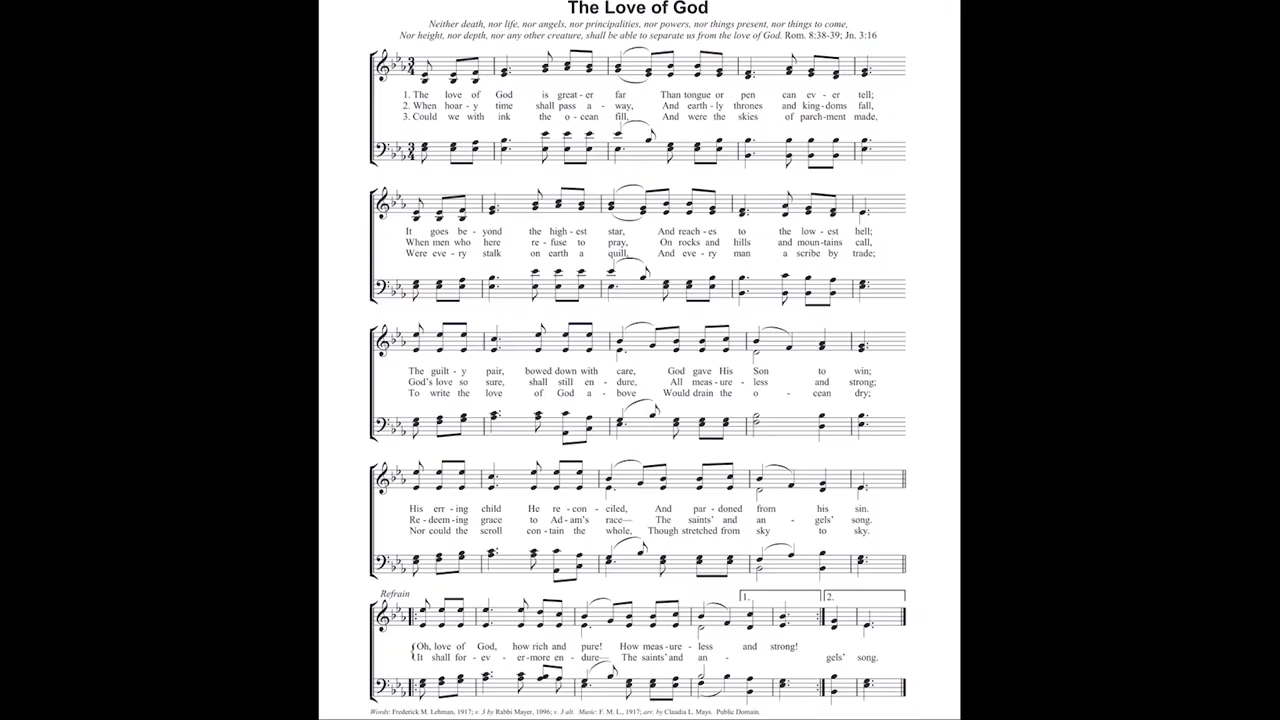 The Love of God
Neither death, nor life, nor angels, nor principalities, nor powers, nor things present, nor things to come,
Nor height, nor depth, nor any other creature, shall be able to separate us from the love of God. Rom. 8:38-39; Jn. 3:16
3
4
1. The love of God is great - er far Than tongue or pen can ev - er tell;
2. When hoar - y time shall pass a - way, And earth - ly thrones and king - doms fall,
3. Could we with ink the o - cean fill, And were the skies of parch - ment made,
3
4
It goes be - yond the high - est star, And reach - es to the low - est hell;
When men who here re - fuse to pray, On rocks and hills and moun - tains call,
Were eve - ry stalk on earth a quill, And eve - ry man a scribe by trade;
The guilt - y pair, bowed down with care, God gave His Son to win;
God's love so sure, shall still en - dure, All meas - ure - less and strong;
To write the love of God a - bove Would drain the o - cean dry;
His err - ing child He re - con - ciled, And par - doned from his sin.
Re - deem - ing grace to Ad - am's race— The saints' and an - gels' song.
Nor could the scroll con - tain the whole, Though stretched from sky to sky.
Refrain
1. 2.
Oh, love of God, how rich and pure! How meas - ure - less and strong!
It shall for - ev - er - more en - dure— The saints' and an - gels' song.
Words: Frederick M. Lehman, 1917; v. 3 by Rabbi Mayer, 1096; v. 3 alt. Music: F. M. L., 1917; arr. by Claudia L. Mays. Public Domain.